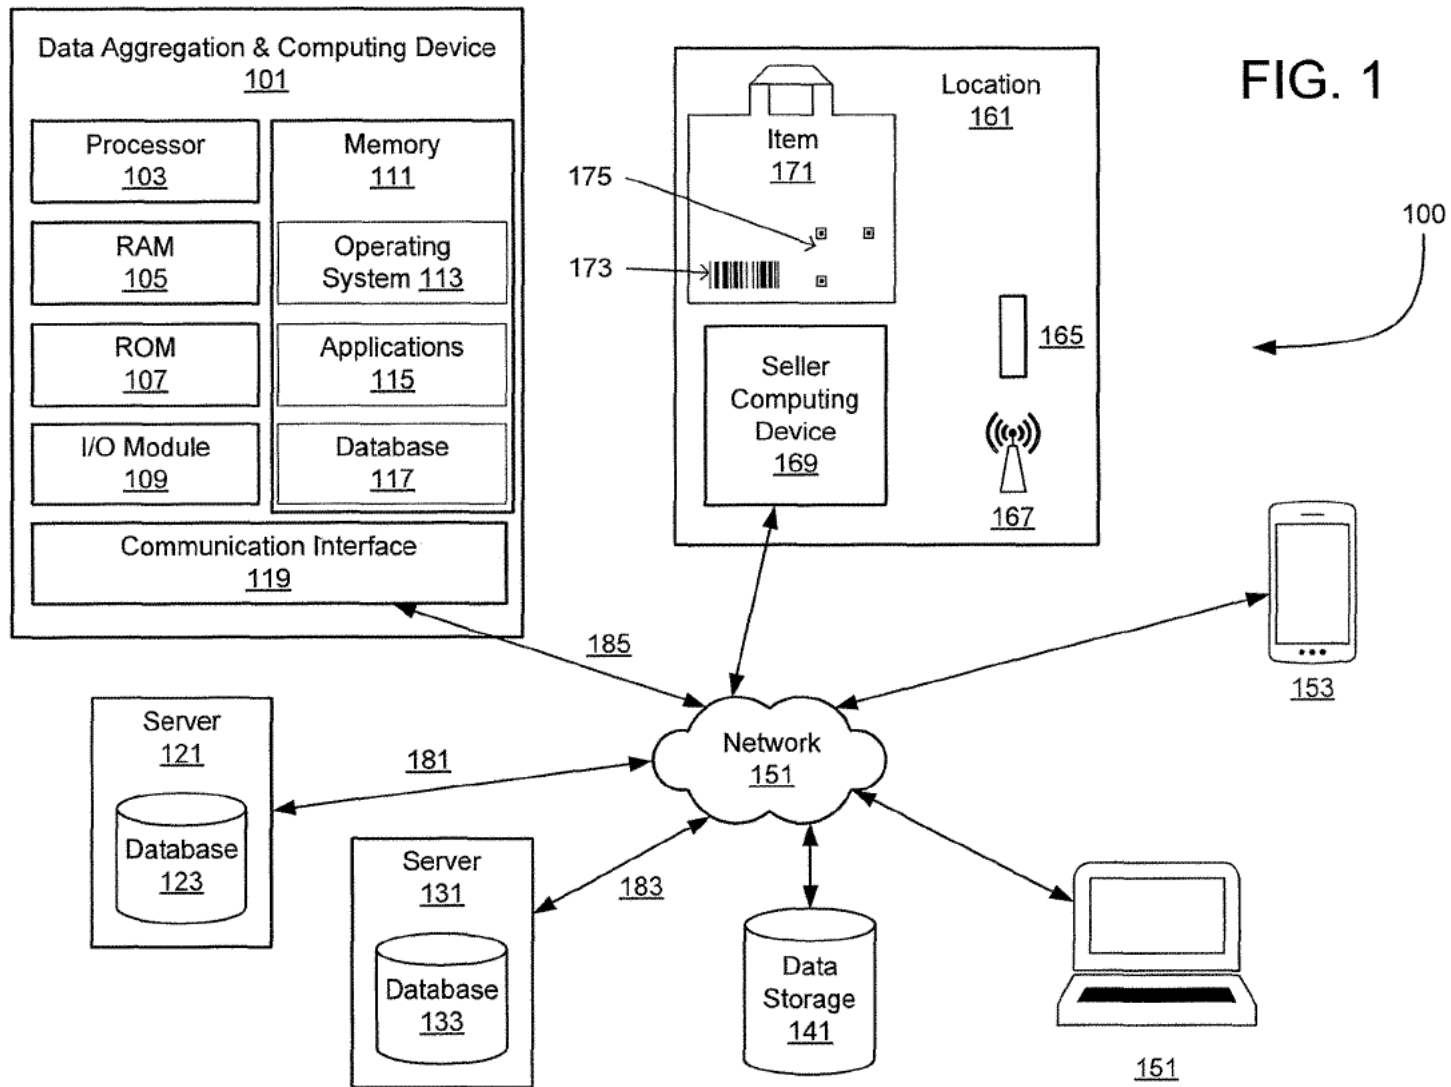 Data Aggregation & Computing Device
101
Processor
103
RAM
105
ROM
107
I/O Module
109
Memory
111
Operating
System 113
Applications
115
Database
117
Communication Interface
119
Location
161
Item
171
175
173
Seller
Computing
Device
169
165
167
FIG. 1
100
153
185
181
183
Network
151
Server
121
Database
123
Server
131
Database
133
Data
Storage
141
151